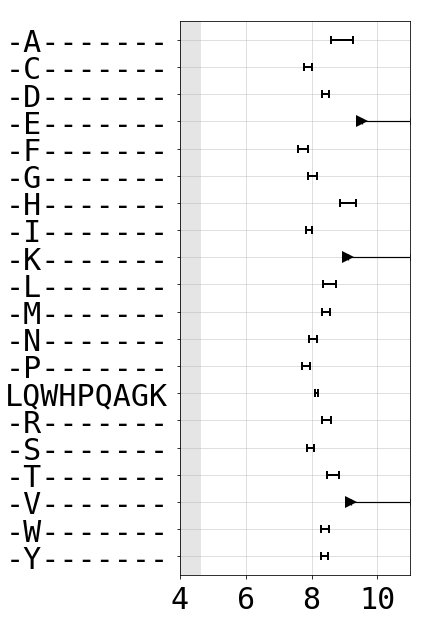 -A-------
-C-------
-D-------
-E-------
-F-------
-G-------
-H-------
-I-------
-K-------
-L-------
-M-------
-N-------
-P-------
LQWHPQAGK
-R-------
-S-------
-T-------
-V-------
-W-------
-Y-------
4 6 8 10